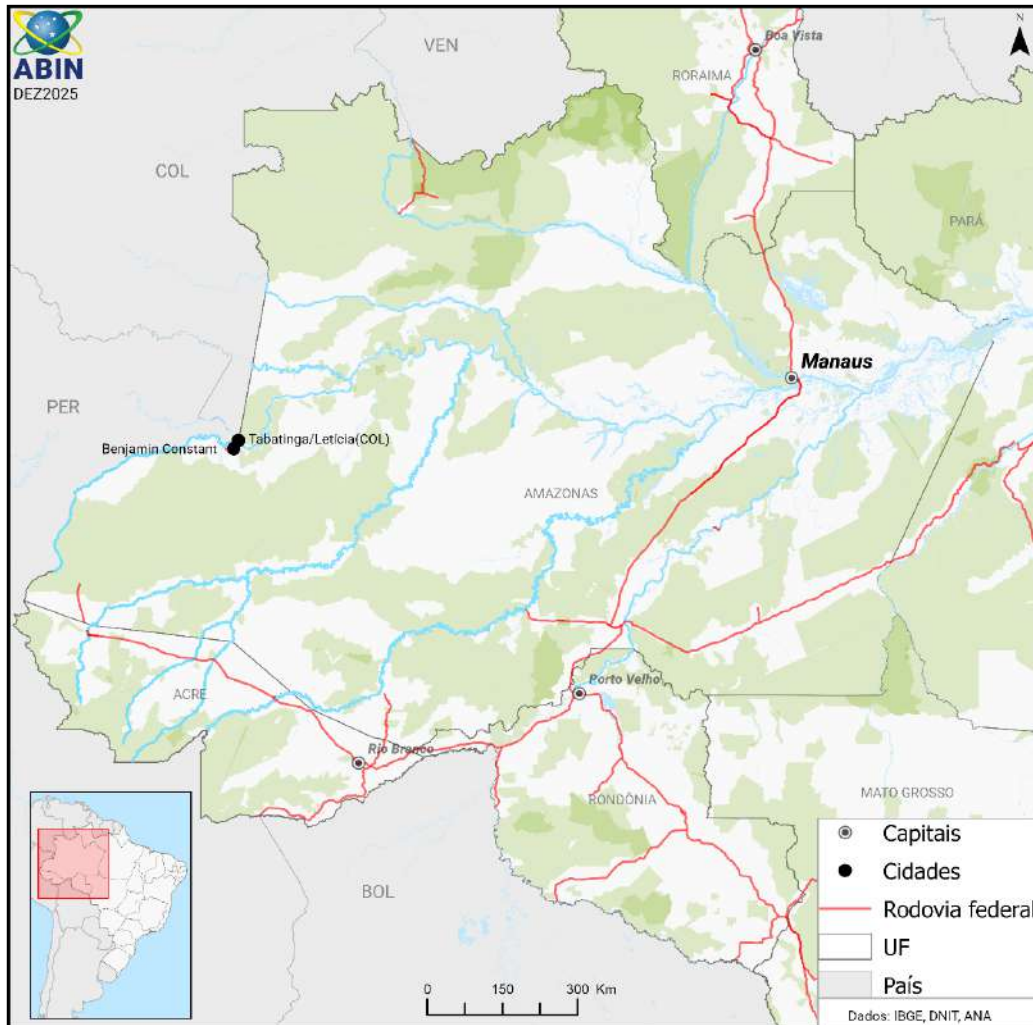 ABIN
DEZ2025
N
VEN
Boa Vista
RORAIMA
COL
PARÁ
Manaus
PER
Tabatinga/Letícia(COL)
Benjamin Constant
AMAZONAS
Porto Velho
ACRE
Rio Branco
RONDÔNIA
MATO GROSSO
BOL
Capitais
Cidades
Rodovia federal
UF
País
0 150 300 Km
Dados: IBGE, DNIT, ANA